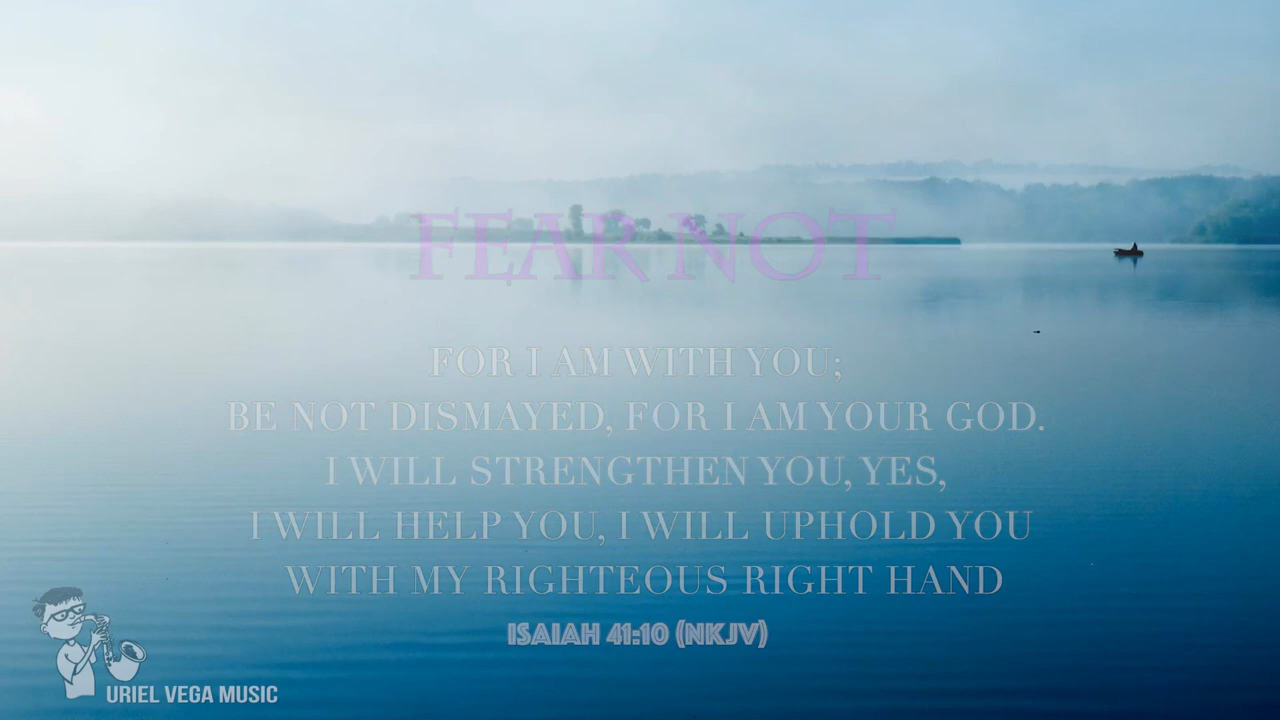 FEAR NOT
FOR I AM WITH YOU;
BE NOT DISMAYED, FOR I AM YOUR GOD.
I WILL STRENGTHEN YOU, YES,
I WILL HELP YOU, I WILL UPHOLD YOU
WITH MY RIGHTEOUS RIGHT HAND
ISAIAH 41:10 (NKJV)
URIEL VEGA MUSIC